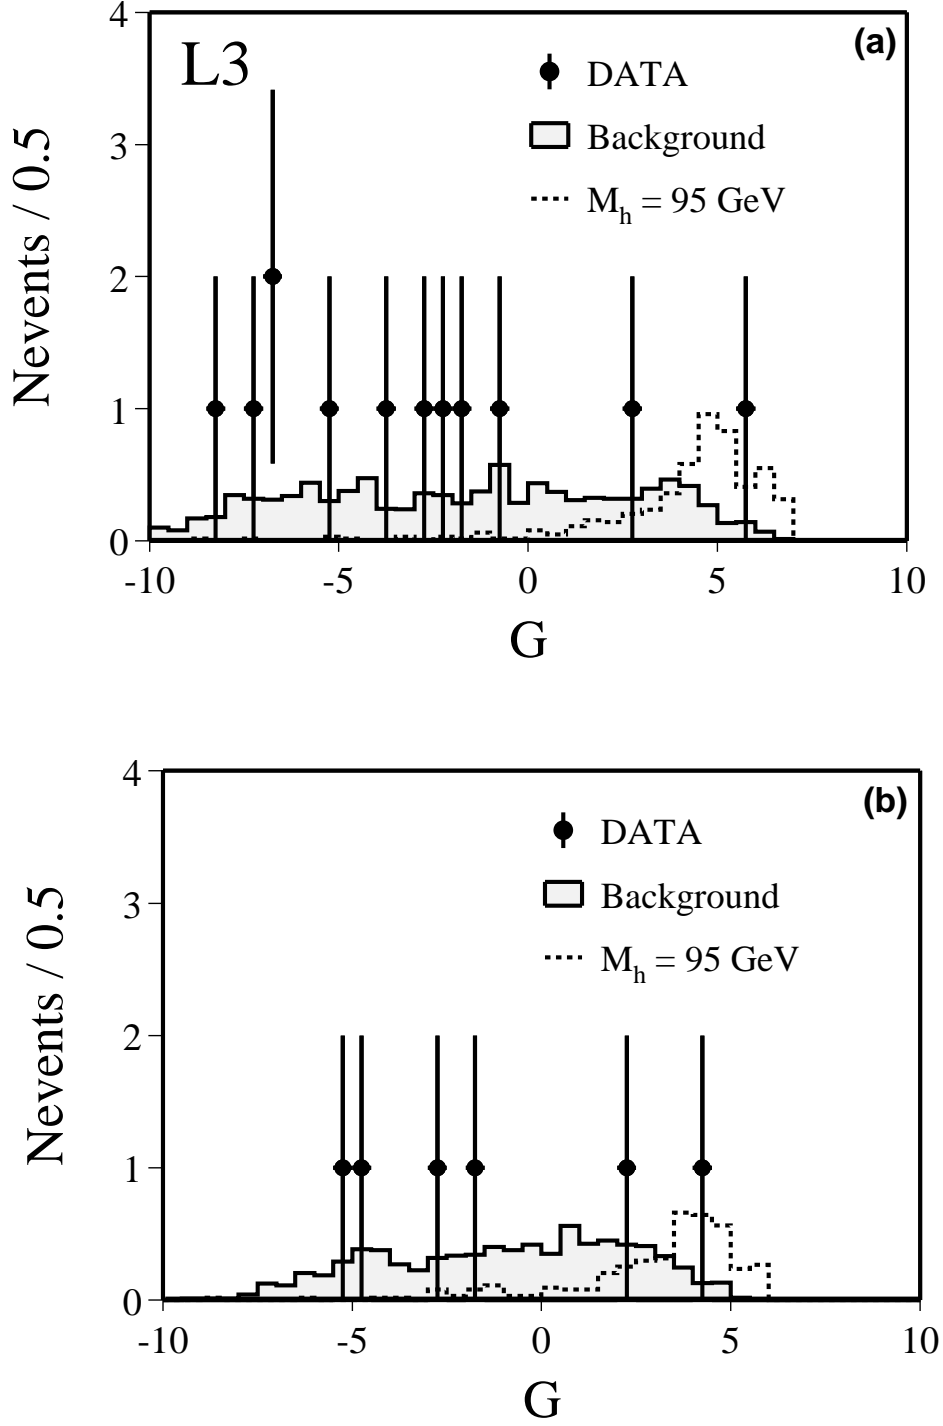 4
(a)
L3
DATA
3
Background
M_h = 95 GeV
2
1
0
-10 -5 0 5 10
Nevents / 0.5
G
4
(b)
DATA
3
Background
M_h = 95 GeV
2
1
0
-10 -5 0 5 10
Nevents / 0.5
G